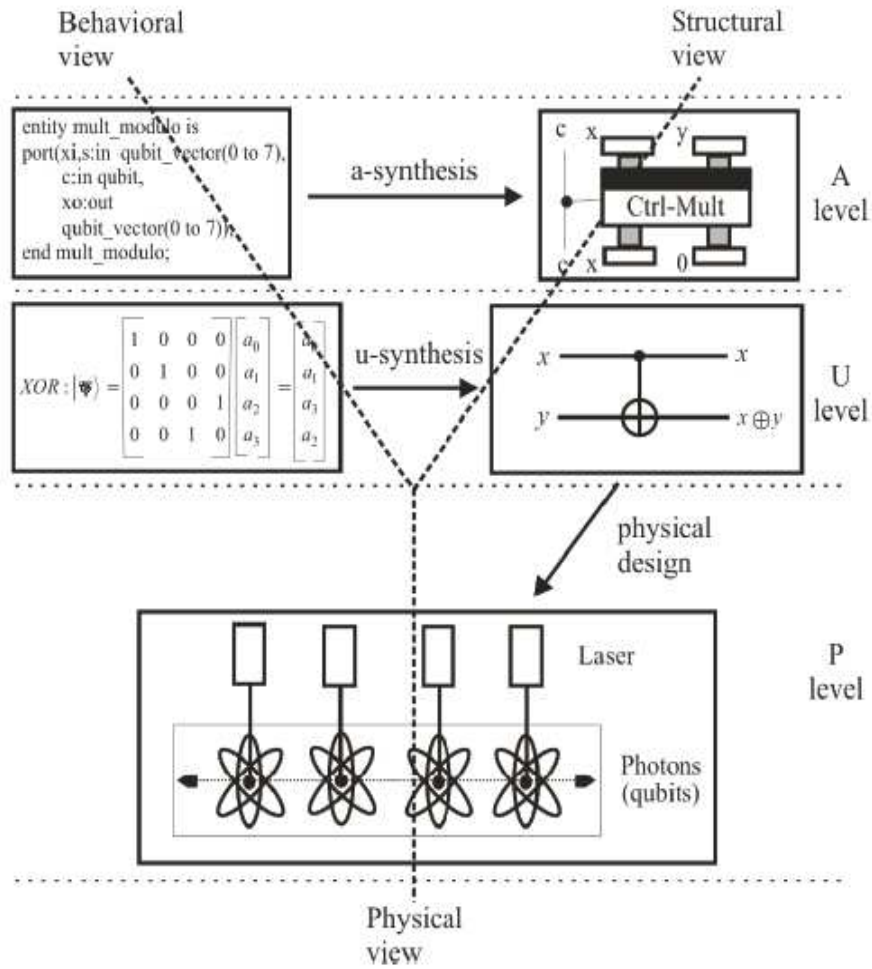 Behavioral
view
Structural
view
entity mult_modulo is
port(xi,s:in qubit_vector(0 to 7),
c:in qubit,
xo:out
qubit_vector(0 to 7));
end mult_modulo;
a-synthesis
c x y
Ctrl-Mult
c x 0
A
level
XOR : = 
1 0 0 0
0 1 0 0
0 0 0 1
0 0 1 0
a0
a1
a2
a3
=
a1
a3
a2
u-synthesis
x x
y x⊕y
U
level
physical
design
Laser
Photons
(qubits)
P
level
Physical
view